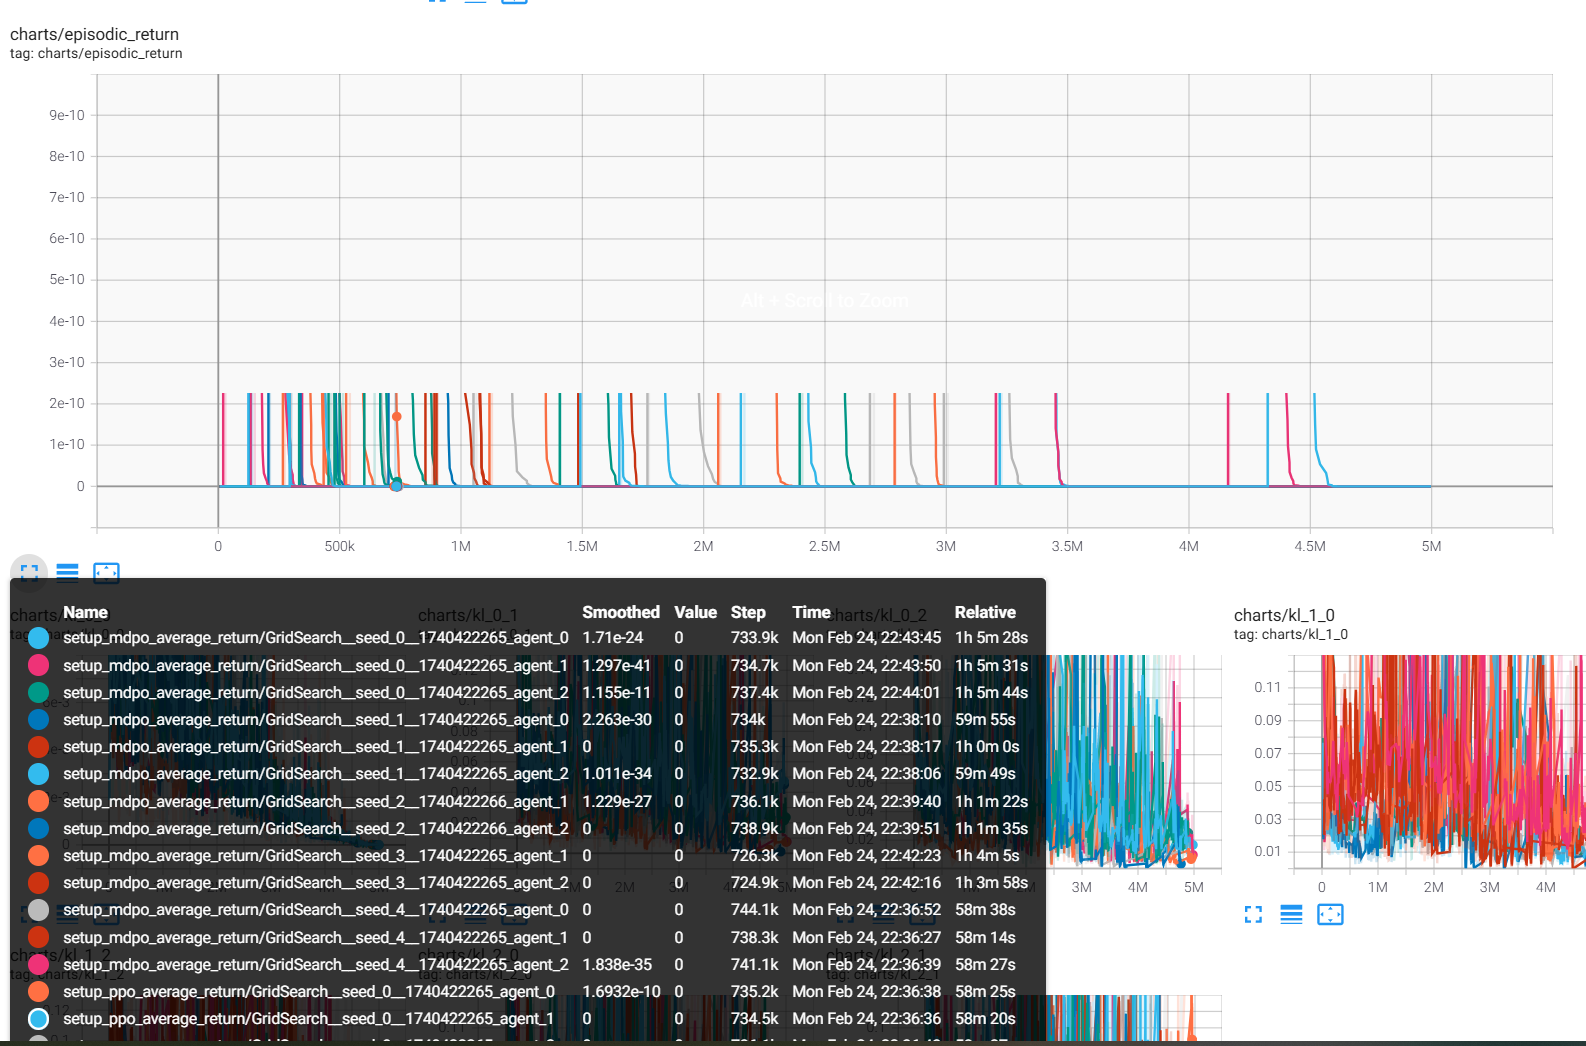 charts/episodic_return
tag: charts/episodic_return
9e-10
8e-10
7e-10
6e-10
5e-10
4e-10
3e-10
2e-10
1e-10
0
Alt + Scroll to Zoom
0 500k 1M 1.5M 2M 2.5M 3M 3.5M 4M 4.5M 5M
charts/kl_0_1
charts/kl_0_2
charts/kl_1_0
tag: charts/kl_1_0
Name Smoothed Value Step Time Relative
setup_mdpo_average_return/GridSearch__seed_0__1740422265_agent_0 1.71e-24 0 733.9k Mon Feb 24, 22:43:45 1h 5m 28s
setup_mdpo_average_return/GridSearch__seed_0__1740422265_agent_1 1.297e-41 0 734.7k Mon Feb 24, 22:43:50 1h 5m 31s
setup_mdpo_average_return/GridSearch__seed_0__1740422265_agent_2 1.155e-11 0 737.4k Mon Feb 24, 22:44:01 1h 5m 44s
setup_mdpo_average_return/GridSearch__seed_1__1740422265_agent_0 2.263e-30 0 734k Mon Feb 24, 22:38:10 59m 55s
setup_mdpo_average_return/GridSearch__seed_1__1740422265_agent_1 0 0 735.3k Mon Feb 24, 22:38:17 1h 0m 0s
setup_mdpo_average_return/GridSearch__seed_1__1740422265_agent_2 1.011e-34 0 732.9k Mon Feb 24, 22:38:06 59m 49s
setup_mdpo_average_return/GridSearch__seed_2__1740422266_agent_1 1.229e-27 0 736.1k Mon Feb 24, 22:39:40 1h 1m 22s
setup_mdpo_average_return/GridSearch__seed_2__1740422266_agent_2 0 0 738.9k Mon Feb 24, 22:39:51 1h 1m 35s
setup_mdpo_average_return/GridSearch__seed_3__1740422265_agent_1 0 0 726.3k Mon Feb 24, 22:42:23 1h 4m 5s
setup_mdpo_average_return/GridSearch__seed_3__1740422265_agent_2 0 0 724.9k Mon Feb 24, 22:42:16 1h 3m 58s
setup_mdpo_average_return/GridSearch__seed_4__1740422265_agent_0 0 0 744.1k Mon Feb 24, 22:36:52 58m 38s
setup_mdpo_average_return/GridSearch__seed_4__1740422265_agent_1 0 0 738.3k Mon Feb 24, 22:36:27 58m 14s
setup_mdpo_average_return/GridSearch__seed_4__1740422265_agent_2 1.838e-35 0 741.1k Mon Feb 24, 22:36:39 58m 27s
setup_ppo_average_return/GridSearch__seed_0__1740422265_agent_0 1.6932e-10 0 735.2k Mon Feb 24, 22:36:38 58m 25s
setup_ppo_average_return/GridSearch__seed_0__1740422265_agent_1 0 0 734.5k Mon Feb 24, 22:36:36 58m 20s
3M 4M 5M
0.11
0.09
0.07
0.05
0.03
0.01
0 1M 2M 3M 4M
charts/kl_1_2
tag: charts/kl_1_2
charts/kl_2_0
tag: charts/kl_2_0
charts/kl_2_1
tag: charts/kl_2_1